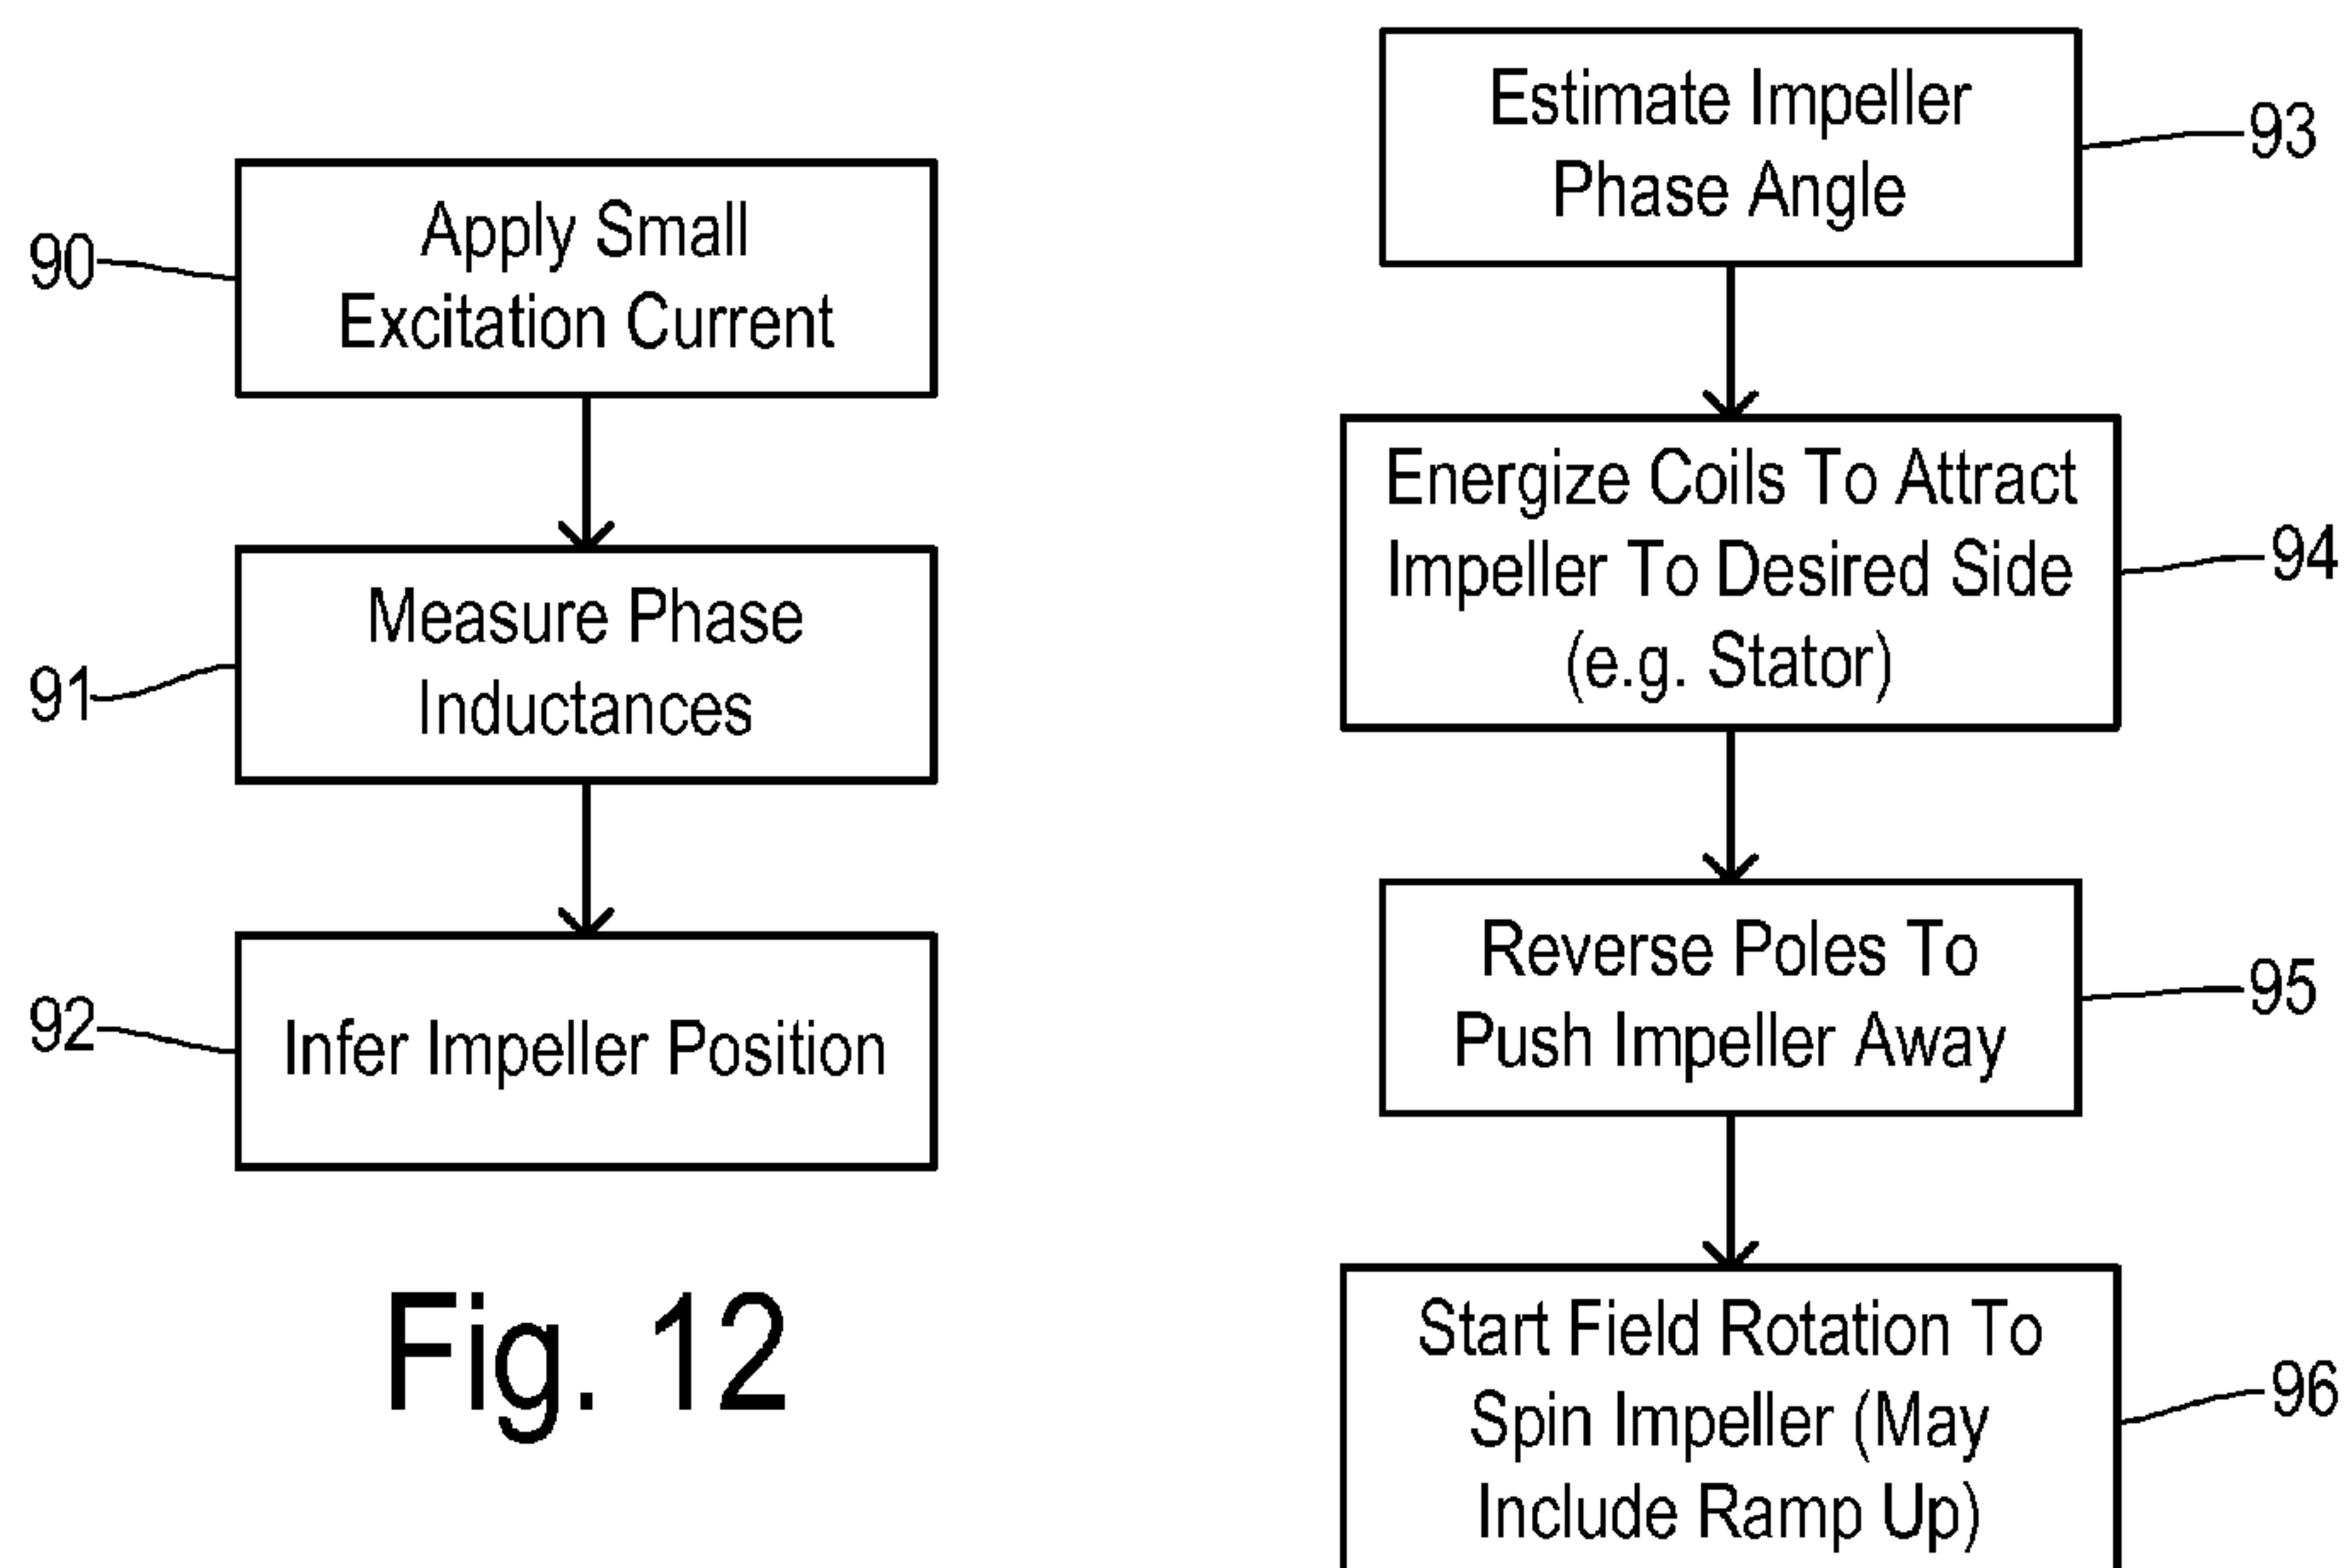 90
Apply Small
Excitation Current
91
Measure Phase
Inductances
92
Infer Impeller Position
Fig. 12
Estimate Impeller
Phase Angle
93
Energize Coils To Attract
Impeller To Desired Side
(e.g. Stator)
94
Reverse Poles To
Push Impeller Away
95
Start Field Rotation To
Spin Impeller (May
Include Ramp Up)
96